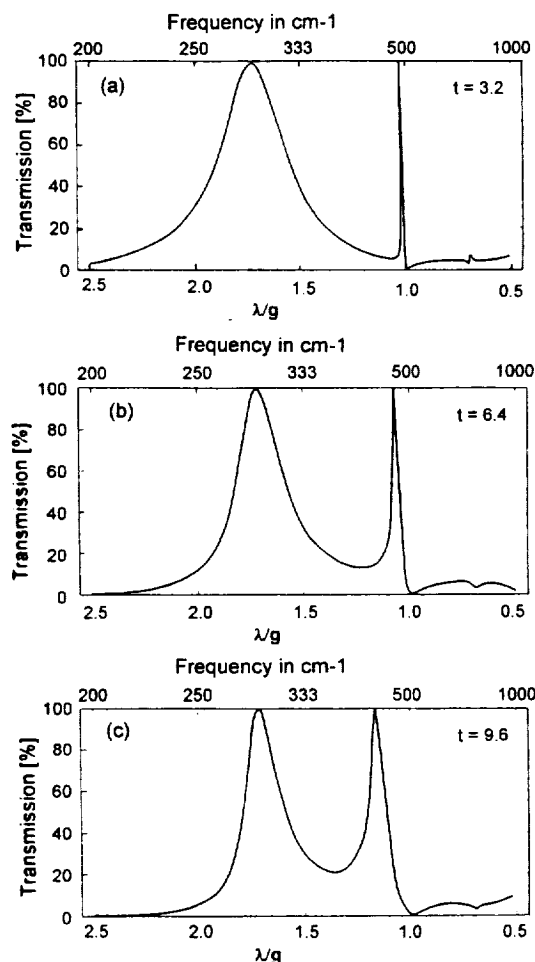 Frequency in cm-1
200 250 333 500 1000
(a) t = 3.2
Transmission [%]
100
80
60
40
20
0
2.5 2.0 1.5 1.0 0.5
λ/g
Frequency in cm-1
200 250 333 500 1000
(b) t = 6.4
Transmission [%]
100
80
60
40
20
0
2.5 2.0 1.5 1.0 0.5
λ/g
Frequency in cm-1
200 250 333 500 1000
(c) t = 9.6
Transmission [%]
100
80
60
40
20
0
2.5 2.0 1.5 1.0 0.5
λ/g